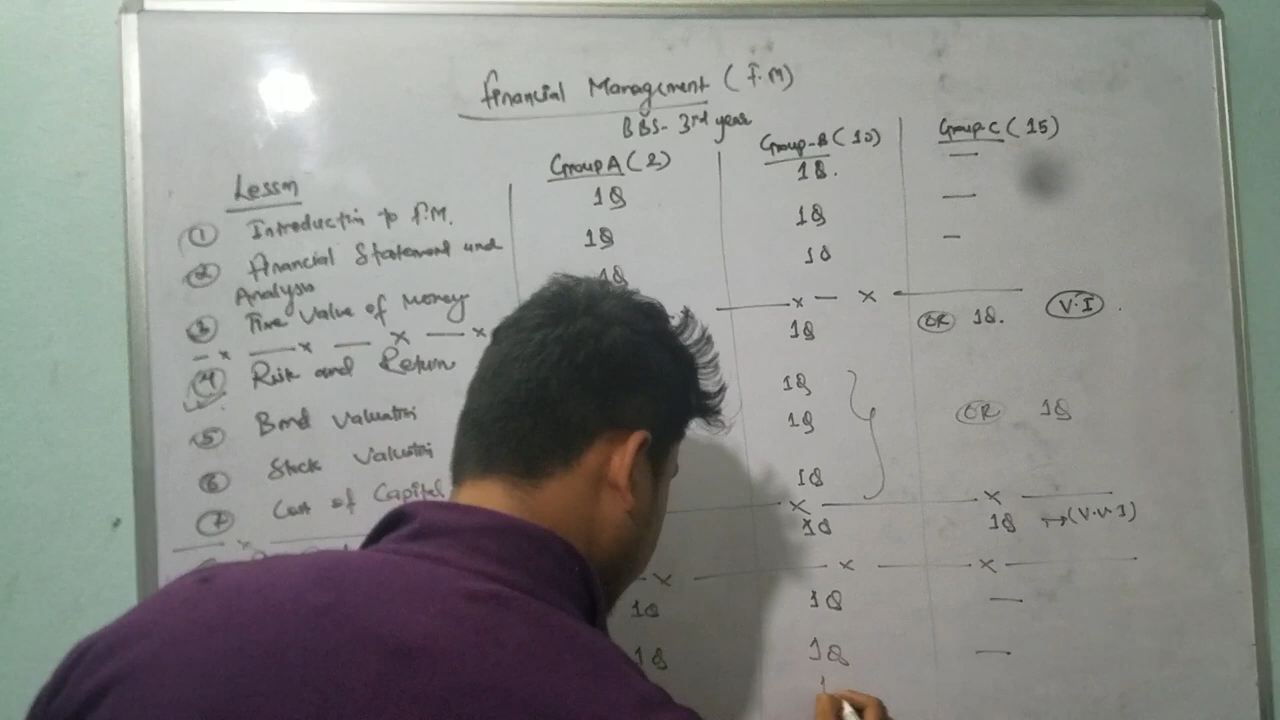 Financial Management (F.M)
BBS- 3rd year
Lesson GroupA(2) Group-B(10) GroupC(15)
① Introduction to F.M. 1Q 1Q. —
② Financial Statement and Analysis 1Q 1Q —
③ Time Value of Money 1Q 1Q —
— x — x — x — x — x — x —
④ Risk and Return 1Q OR 1Q. V.I
⑤ Bond Valuation 1Q
⑥ Stock Valuation 1Q OR 1Q
⑦ Cost of Capital 1Q
— x — x — x —
1Q 1Q → (V.V.I)
— x — x — x —
1Q 1Q —
1Q 1Q —